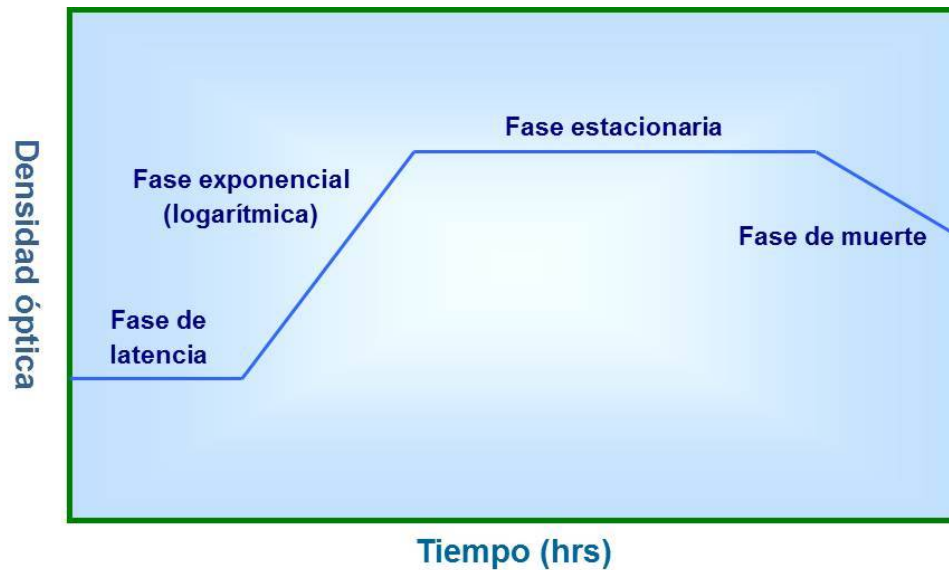 Densidad óptica
Fase estacionaria
Fase exponencial
(logarítmica)
Fase de muerte
Fase de
latencia
Tiempo (hrs)